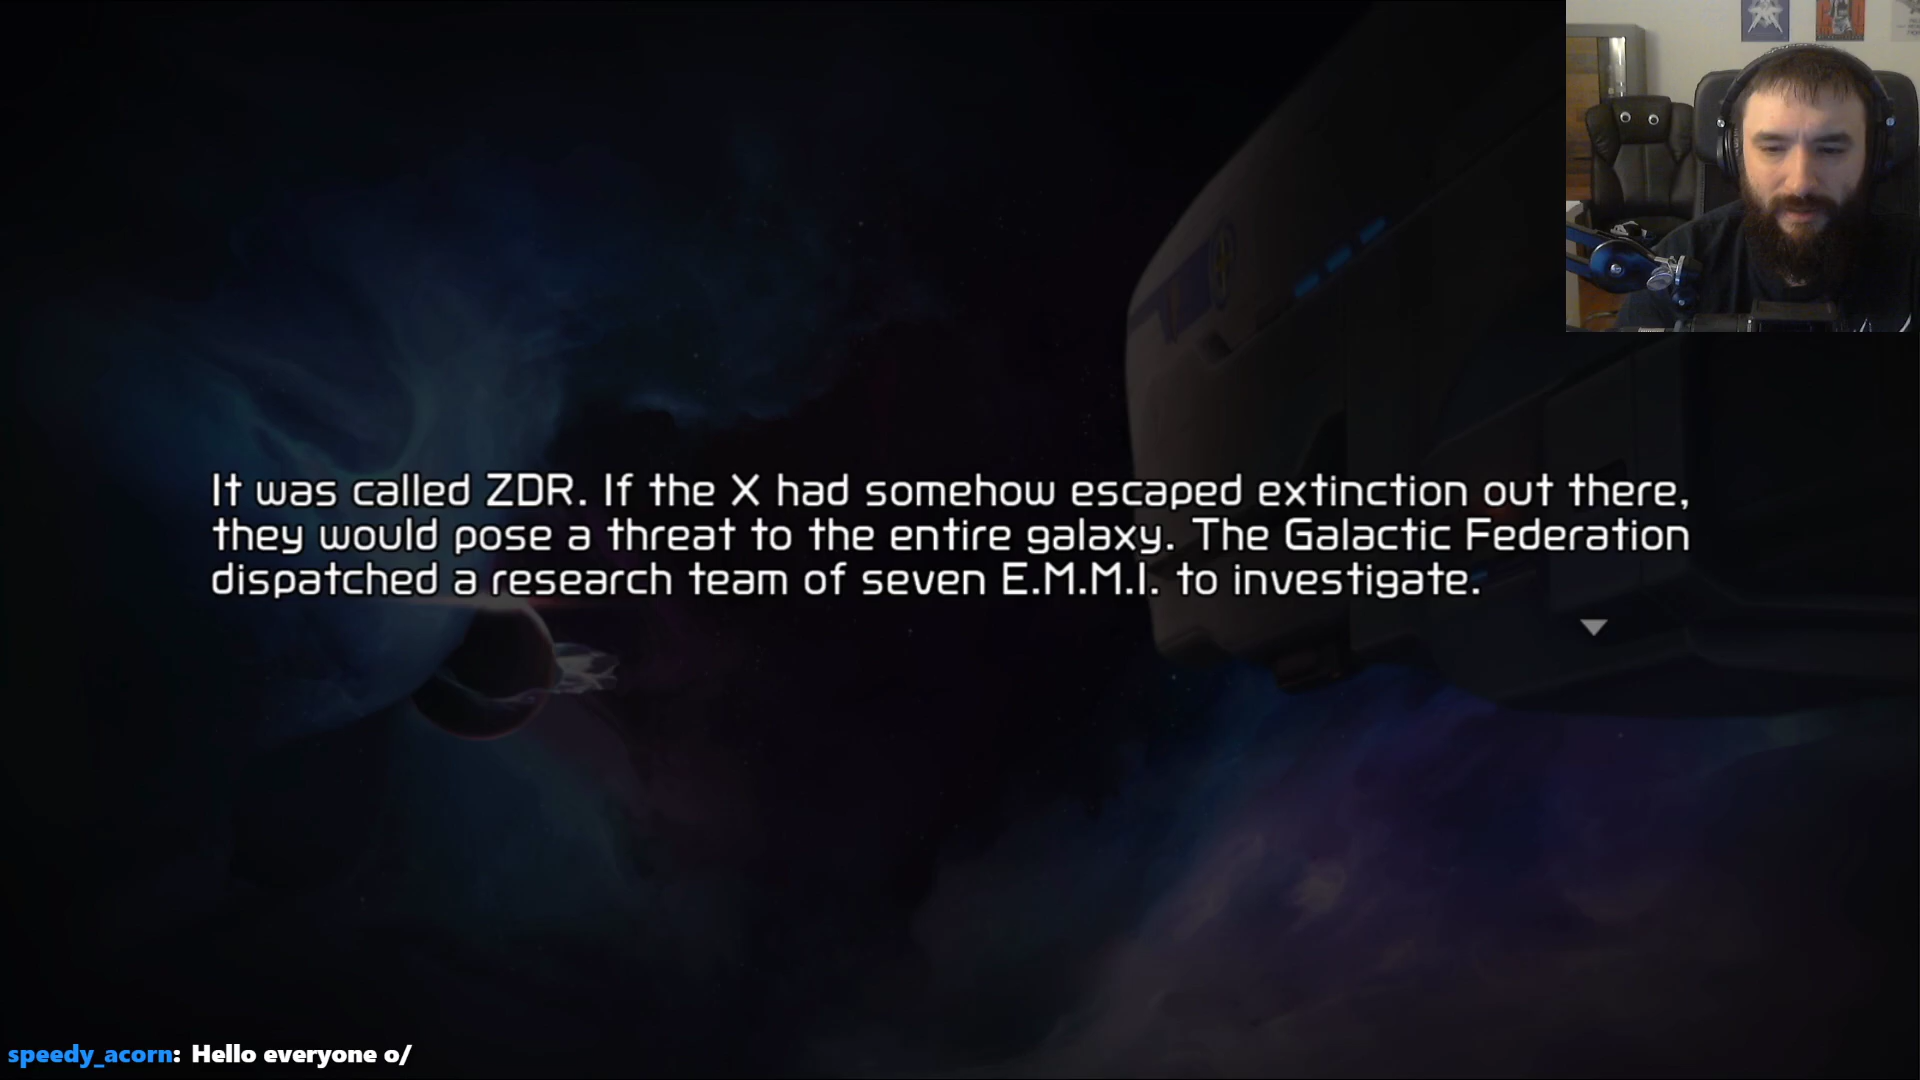 It was called ZDR. If the X had somehow escaped extinction out there,
they would pose a threat to the entire galaxy. The Galactic Federation
dispatched a research team of seven E.M.M.I. to investigate.
speedy_acorn: Hello everyone o/